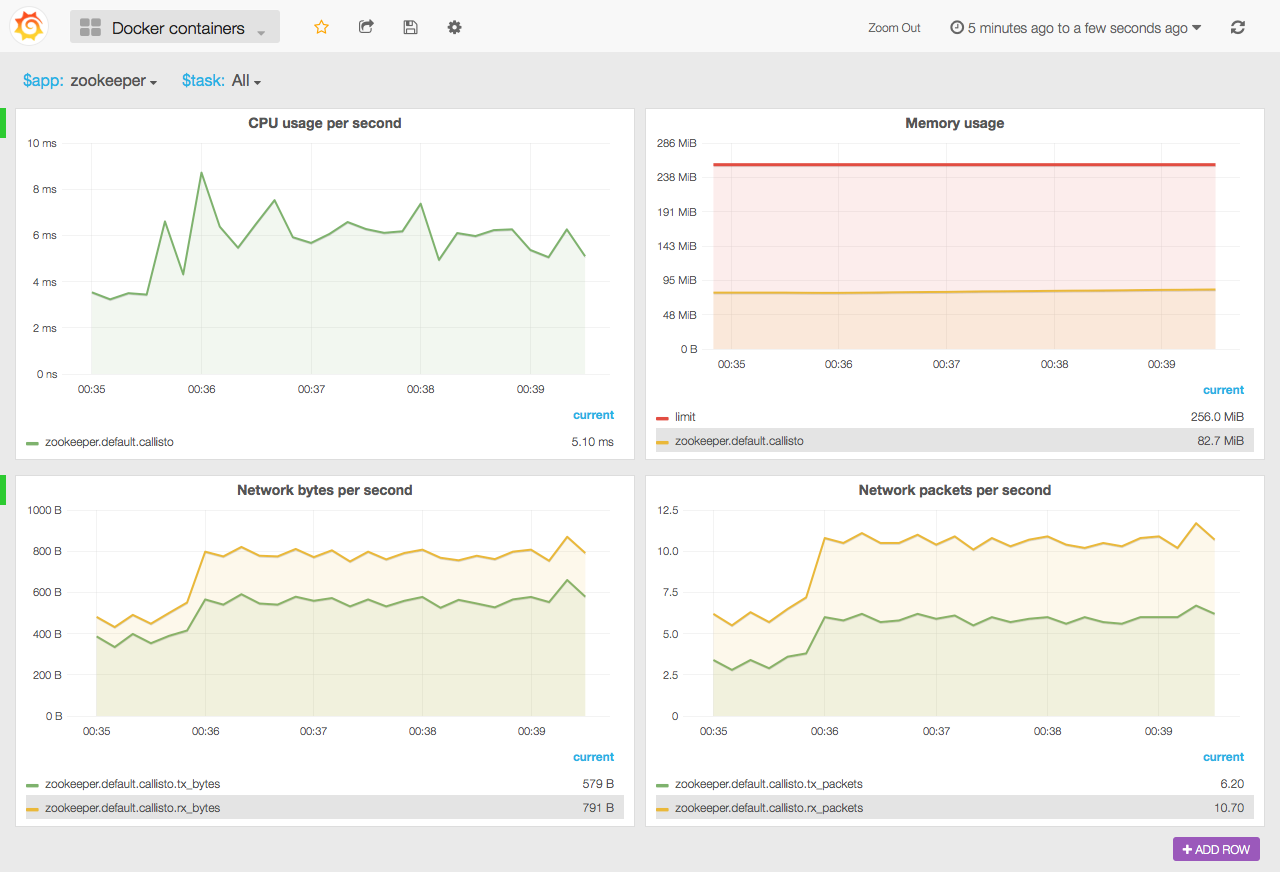 Docker containers
Zoom Out 5 minutes ago to a few seconds ago
$app: zookeeper $task: All
CPU usage per second
10 ms
8 ms
6 ms
4 ms
2 ms
0 ns
00:35 00:36 00:37 00:38 00:39
current
zookeeper.default.callisto 5.10 ms
Memory usage
286 MiB
238 MiB
191 MiB
143 MiB
95 MiB
48 MiB
0 B
00:35 00:36 00:37 00:38 00:39
current
limit 256.0 MiB
zookeeper.default.callisto 82.7 MiB
Network bytes per second
1000 B
800 B
600 B
400 B
200 B
0 B
00:35 00:36 00:37 00:38 00:39
current
zookeeper.default.callisto.tx_bytes 579 B
zookeeper.default.callisto.rx_bytes 791 B
Network packets per second
12.5
10.0
7.5
5.0
2.5
0
00:35 00:36 00:37 00:38 00:39
current
zookeeper.default.callisto.tx_packets 6.20
zookeeper.default.callisto.rx_packets 10.70
+ ADD ROW